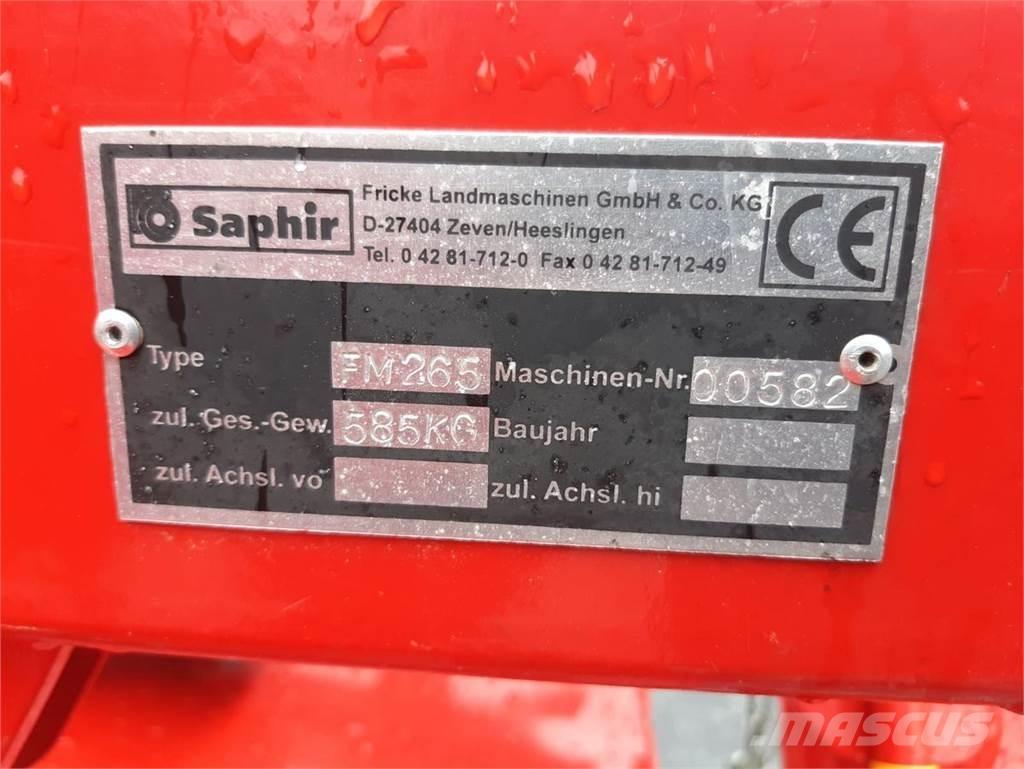 Saphir
Fricke Landmaschinen GmbH & Co. KG
D-27404 Zeven/Heeslingen
Tel. 0 42 81-712-0 Fax 0 42 81-712-49
CE
Type FM265 Maschinen-Nr. 00582
zul. Ges.-Gew. 585KG Baujahr
zul. Achsl. vo zul. Achsl. hi
MASCUS